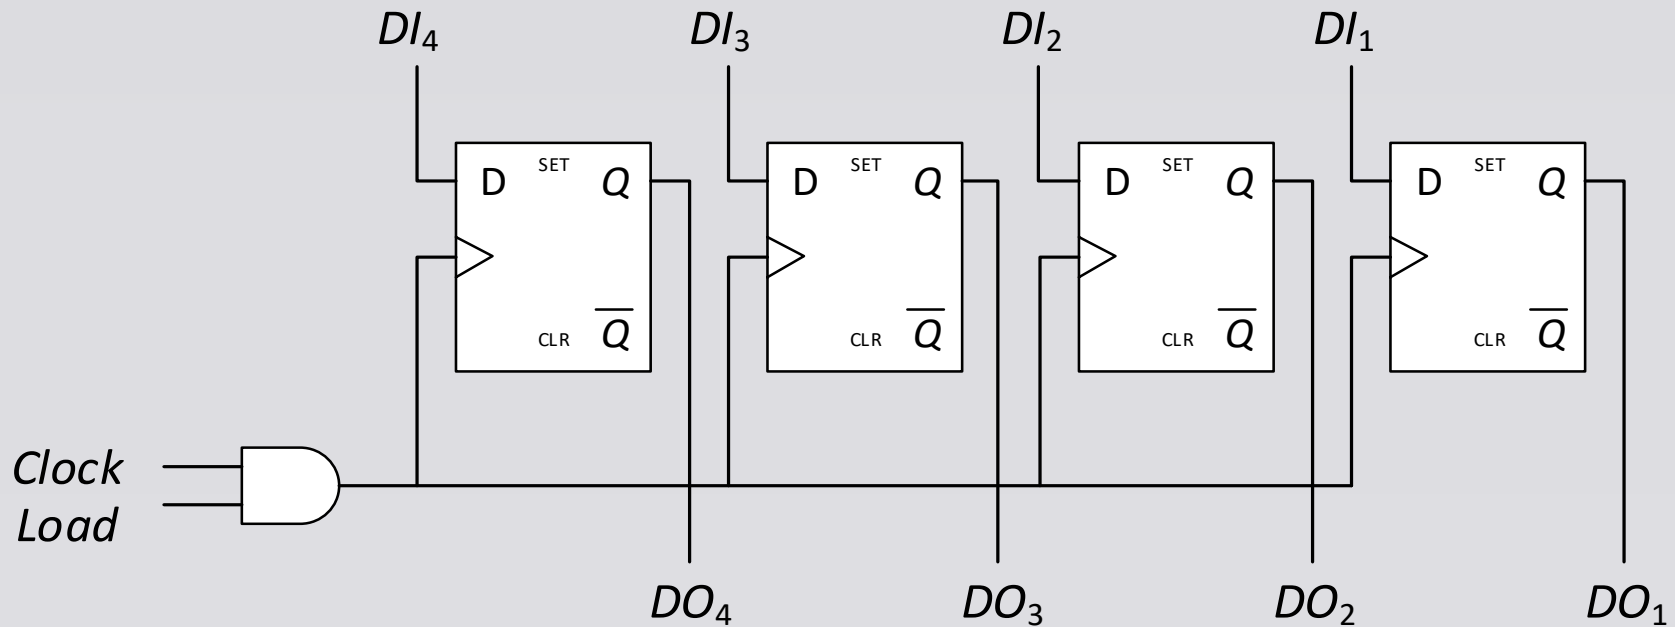 DI₄ DI₃ DI₂ DI₁
SET SET SET SET
D Q D Q D Q D Q
Q̅ Q̅ Q̅ Q̅
CLR CLR CLR CLR
Clock
Load
DO₄ DO₃ DO₂ DO₁